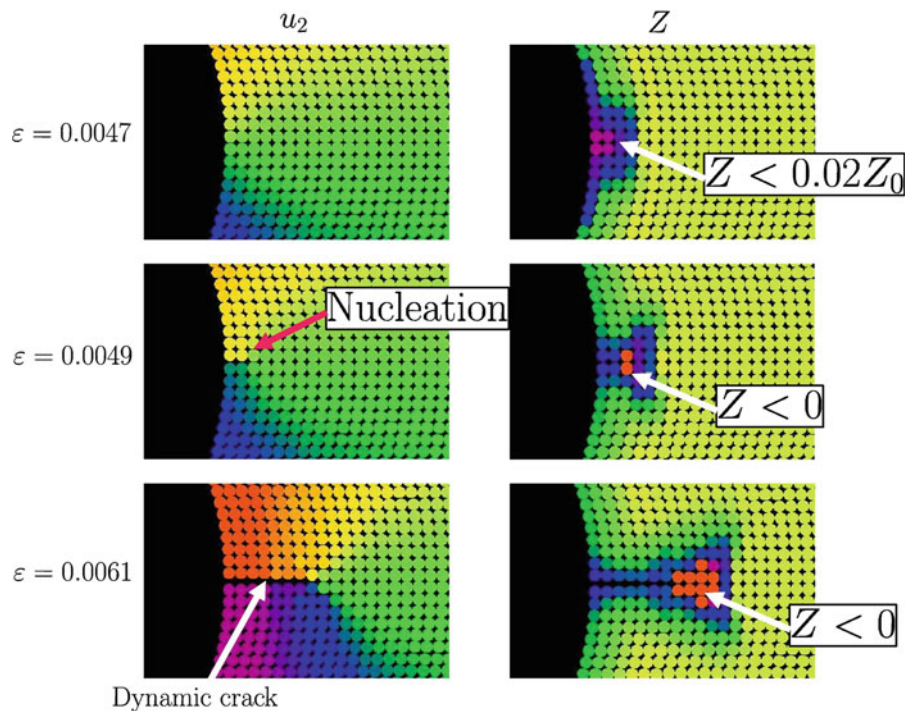 u₂ Z
ε = 0.0047
Z < 0.02Z₀
ε = 0.0049
Nucleation
Z < 0
ε = 0.0061
Z < 0
Dynamic crack